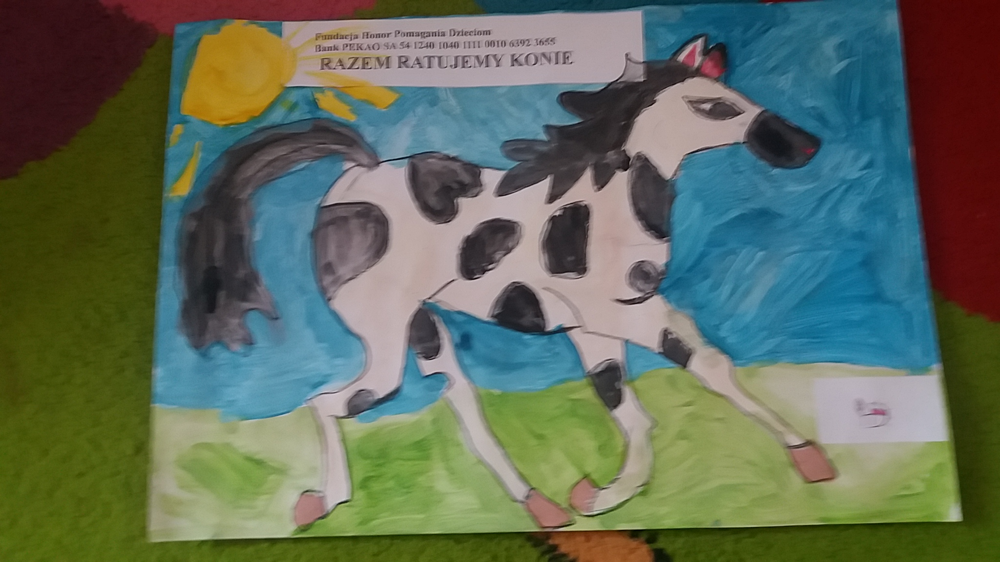 Fundacja Honor Pomagania Dzieciom
Bank PEKAO SA 54 1240 1040 1111 0010 6392 3655
RAZEM RATUJEMY KONIE